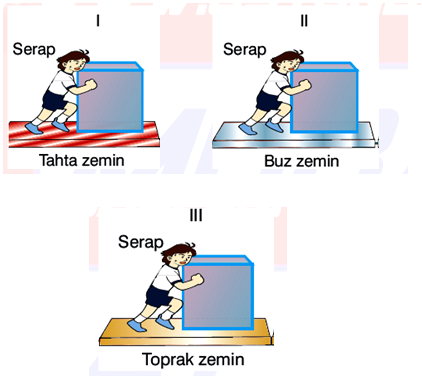 I
Serap
Tahta zemin
II
Serap
Buz zemin
III
Serap
Toprak zemin